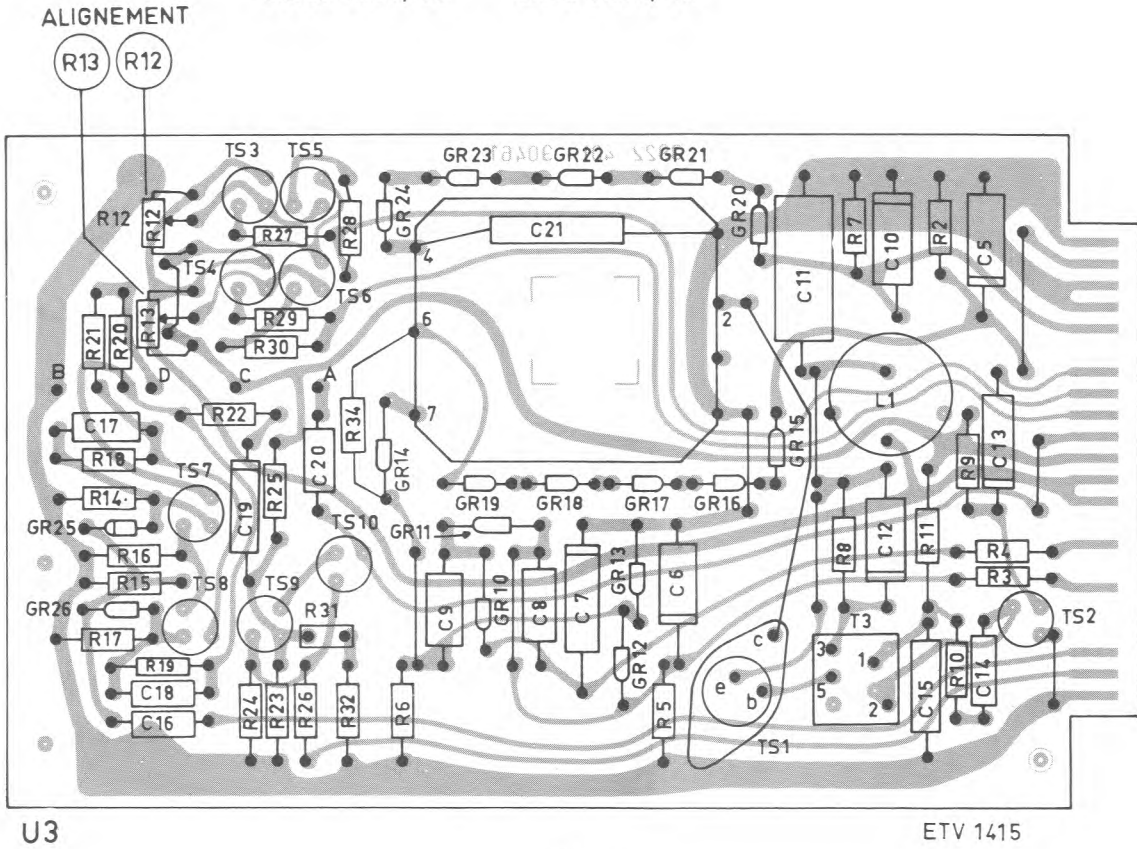 ALIGNEMENT
R13 R12
TS3 TS5 GR23 GR22 GR21
R12 R12 R27 R28 GR24 C21 GR20 C11 R7 C10 R2 C5
4
TS4 TS6
R21 R20 R13 R29 6 2
R30
B D C A
C17 R22 R34 7 L1
R18 C20 GR14 GR15 R9 C13
TS7 C19 R25
R14 GR19 GR18 GR17 GR16
GR25 TS10 GR11 R8 C12 R11
R16 R4
R15 GR13 R3
TS8 TS9 C9 GR10 C8 C7 C6
GR26 TS2
R17 R31 c T3
R19 GR12 3 1
C18 R24 R23 R26 R32 R6 R5 e b 5 C15 R10 C14
C16 2
TS1
U3 ETV 1415